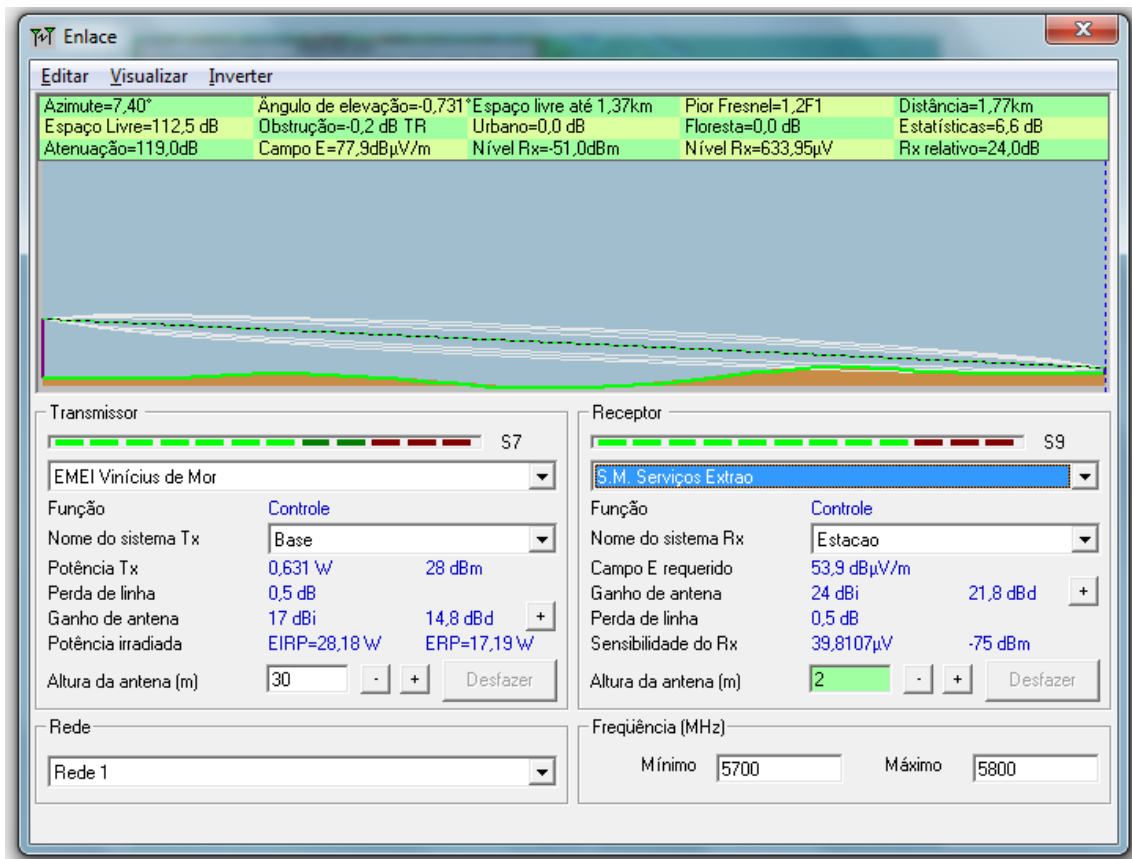 Enlace
Editar Visualizar Inverter
Azimute=7,40° Ângulo de elevação=-0,731° Espaço livre até 1,37km Pior Fresnel=1,2F1 Distância=1,77km
Espaço Livre=112,5 dB Obstrução=-0,2 dB TR Urbano=0,0 dB Floresta=0,0 dB Estatísticas=6,6 dB
Atenuação=119,0dB Campo E=77,9dBµV/m Nível Rx=-51,0dBm Nível Rx=633,95µV Rx relativo=24,0dB
Transmissor
S7
EMEI Vinícius de Mor
Função Controle
Nome do sistema Tx Base
Potência Tx 0,631 W 28 dBm
Perda de linha 0,5 dB
Ganho de antena 17 dBi 14,8 dBd +
Potência irradiada EIRP=28,18 W ERP=17,19 W
Altura da antena (m) 30 - + Desfazer
Rede
Rede 1
Receptor
S9
S.M. Serviços Extrao
Função Controle
Nome do sistema Rx Estacao
Campo E requerido 53,9 dBµV/m
Ganho de antena 24 dBi 21,8 dBd +
Perda de linha 0,5 dB
Sensibilidade do Rx 39,8107µV -75 dBm
Altura da antena (m) 2 - + Desfazer
Freqüência (MHz)
Mínimo 5700 Máximo 5800